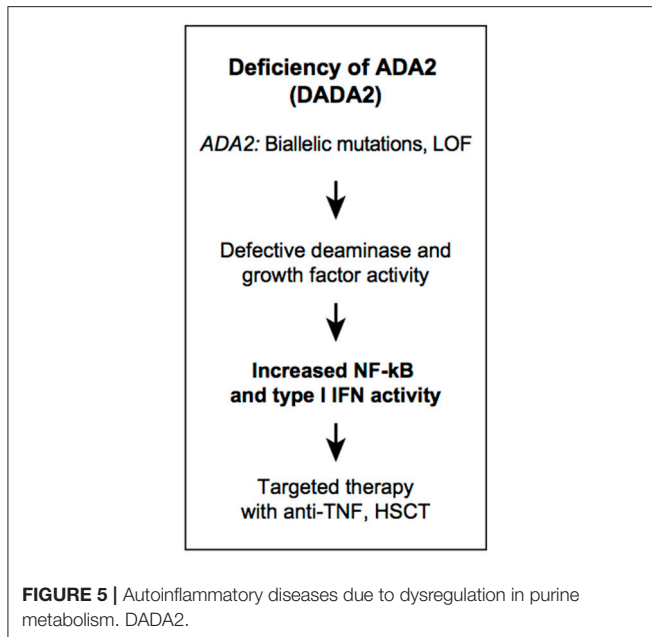 Deficiency of ADA2
(DADA2)
ADA2: Biallelic mutations, LOF
Defective deaminase and
growth factor activity
Increased NF-kB
and type I IFN activity
Targeted therapy
with anti-TNF, HSCT
FIGURE 5 | Autoinflammatory diseases due to dysregulation in purine
metabolism. DADA2.